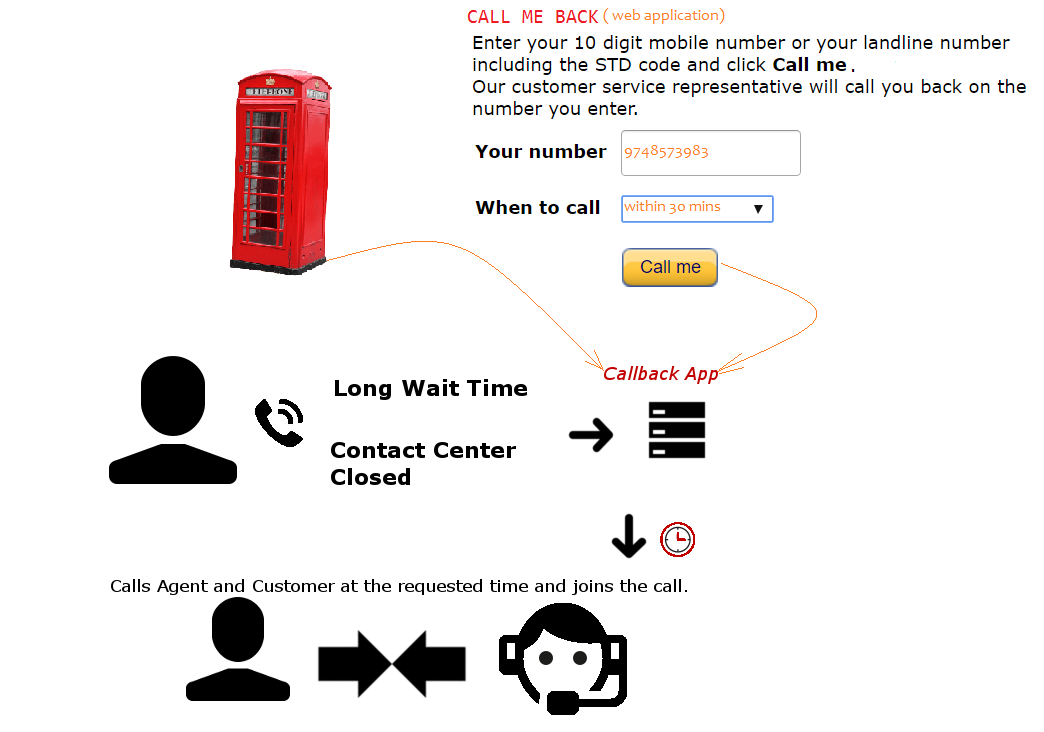 CALL ME BACK ( web application)
Enter your 10 digit mobile number or your landline number
including the STD code and click Call me .
Our customer service representative will call you back on the
number you enter.
TELEPHONE
Your number 9748573983
When to call within 30 mins
Call me
Callback App
Long Wait Time
Contact Center
Closed
Calls Agent and Customer at the requested time and joins the call.